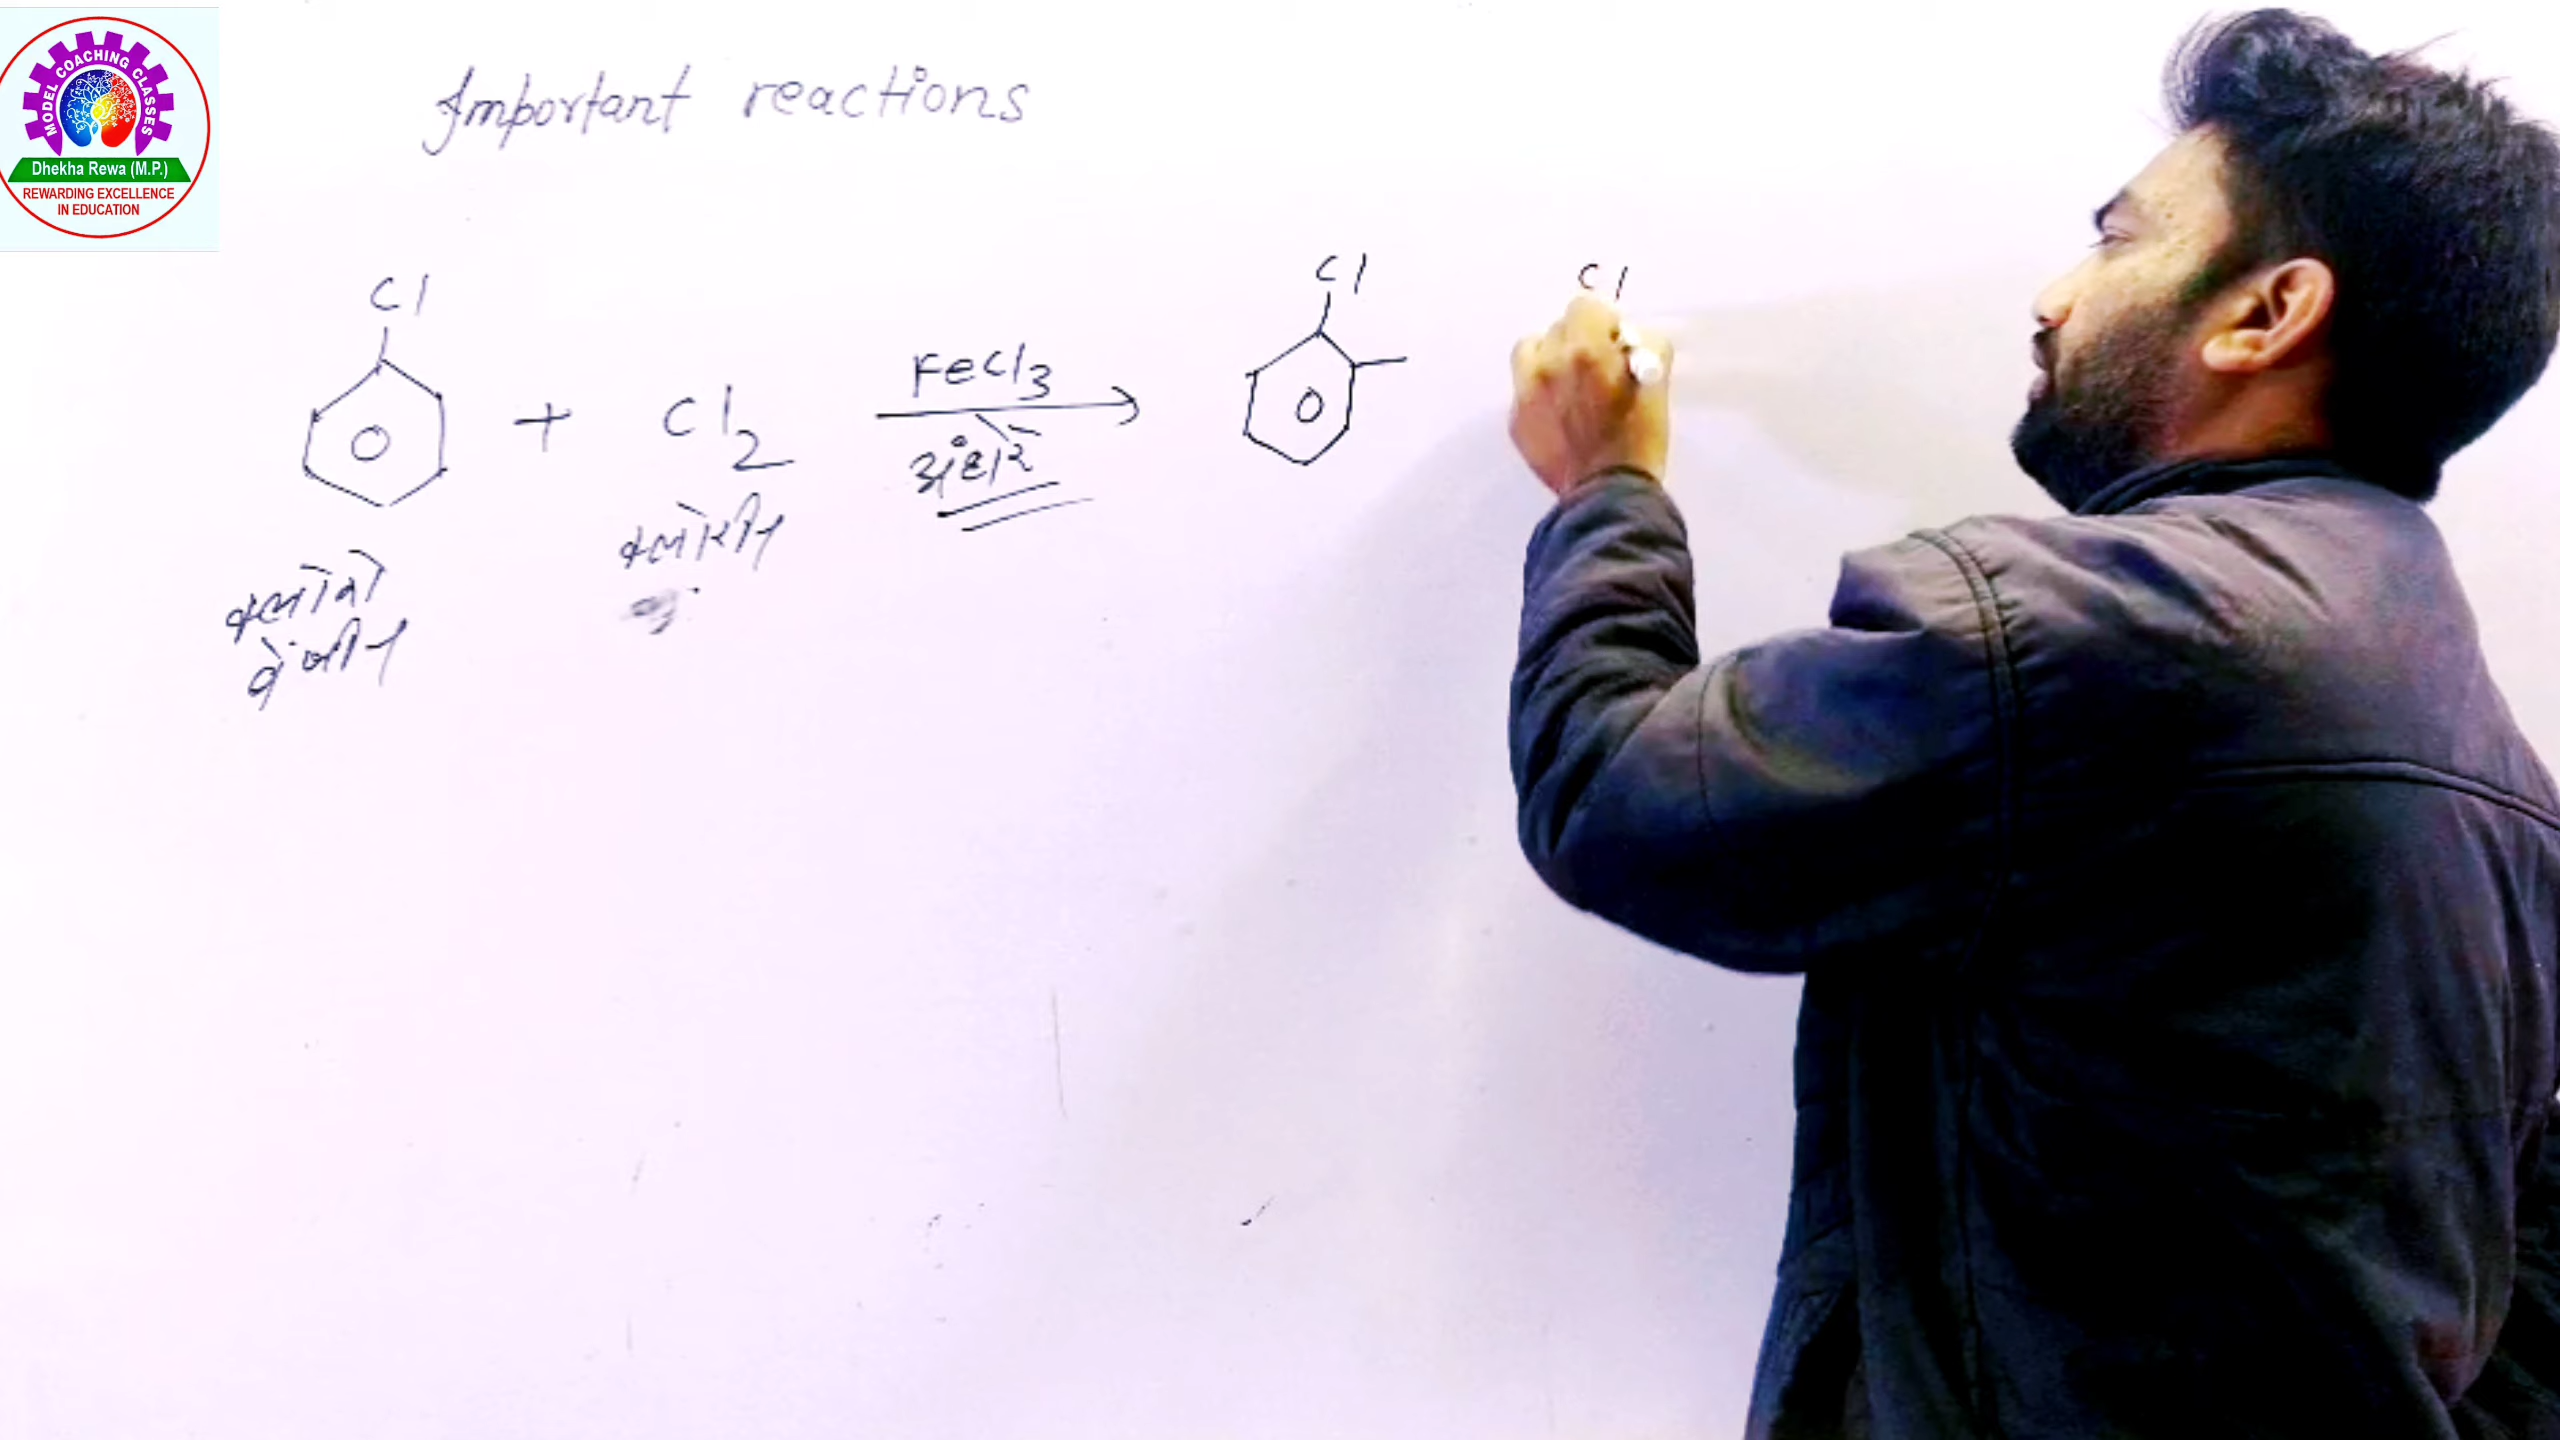 MODEL COACHING CLASSES
Dhekha Rewa (M.P.)
REWARDING EXCELLENCE
IN EDUCATION
Important reactions
Cl
+ Cl2
FeCl3
अंधेरे
Cl
Cl
क्लोरीन
क्लोरो
बेंजीन